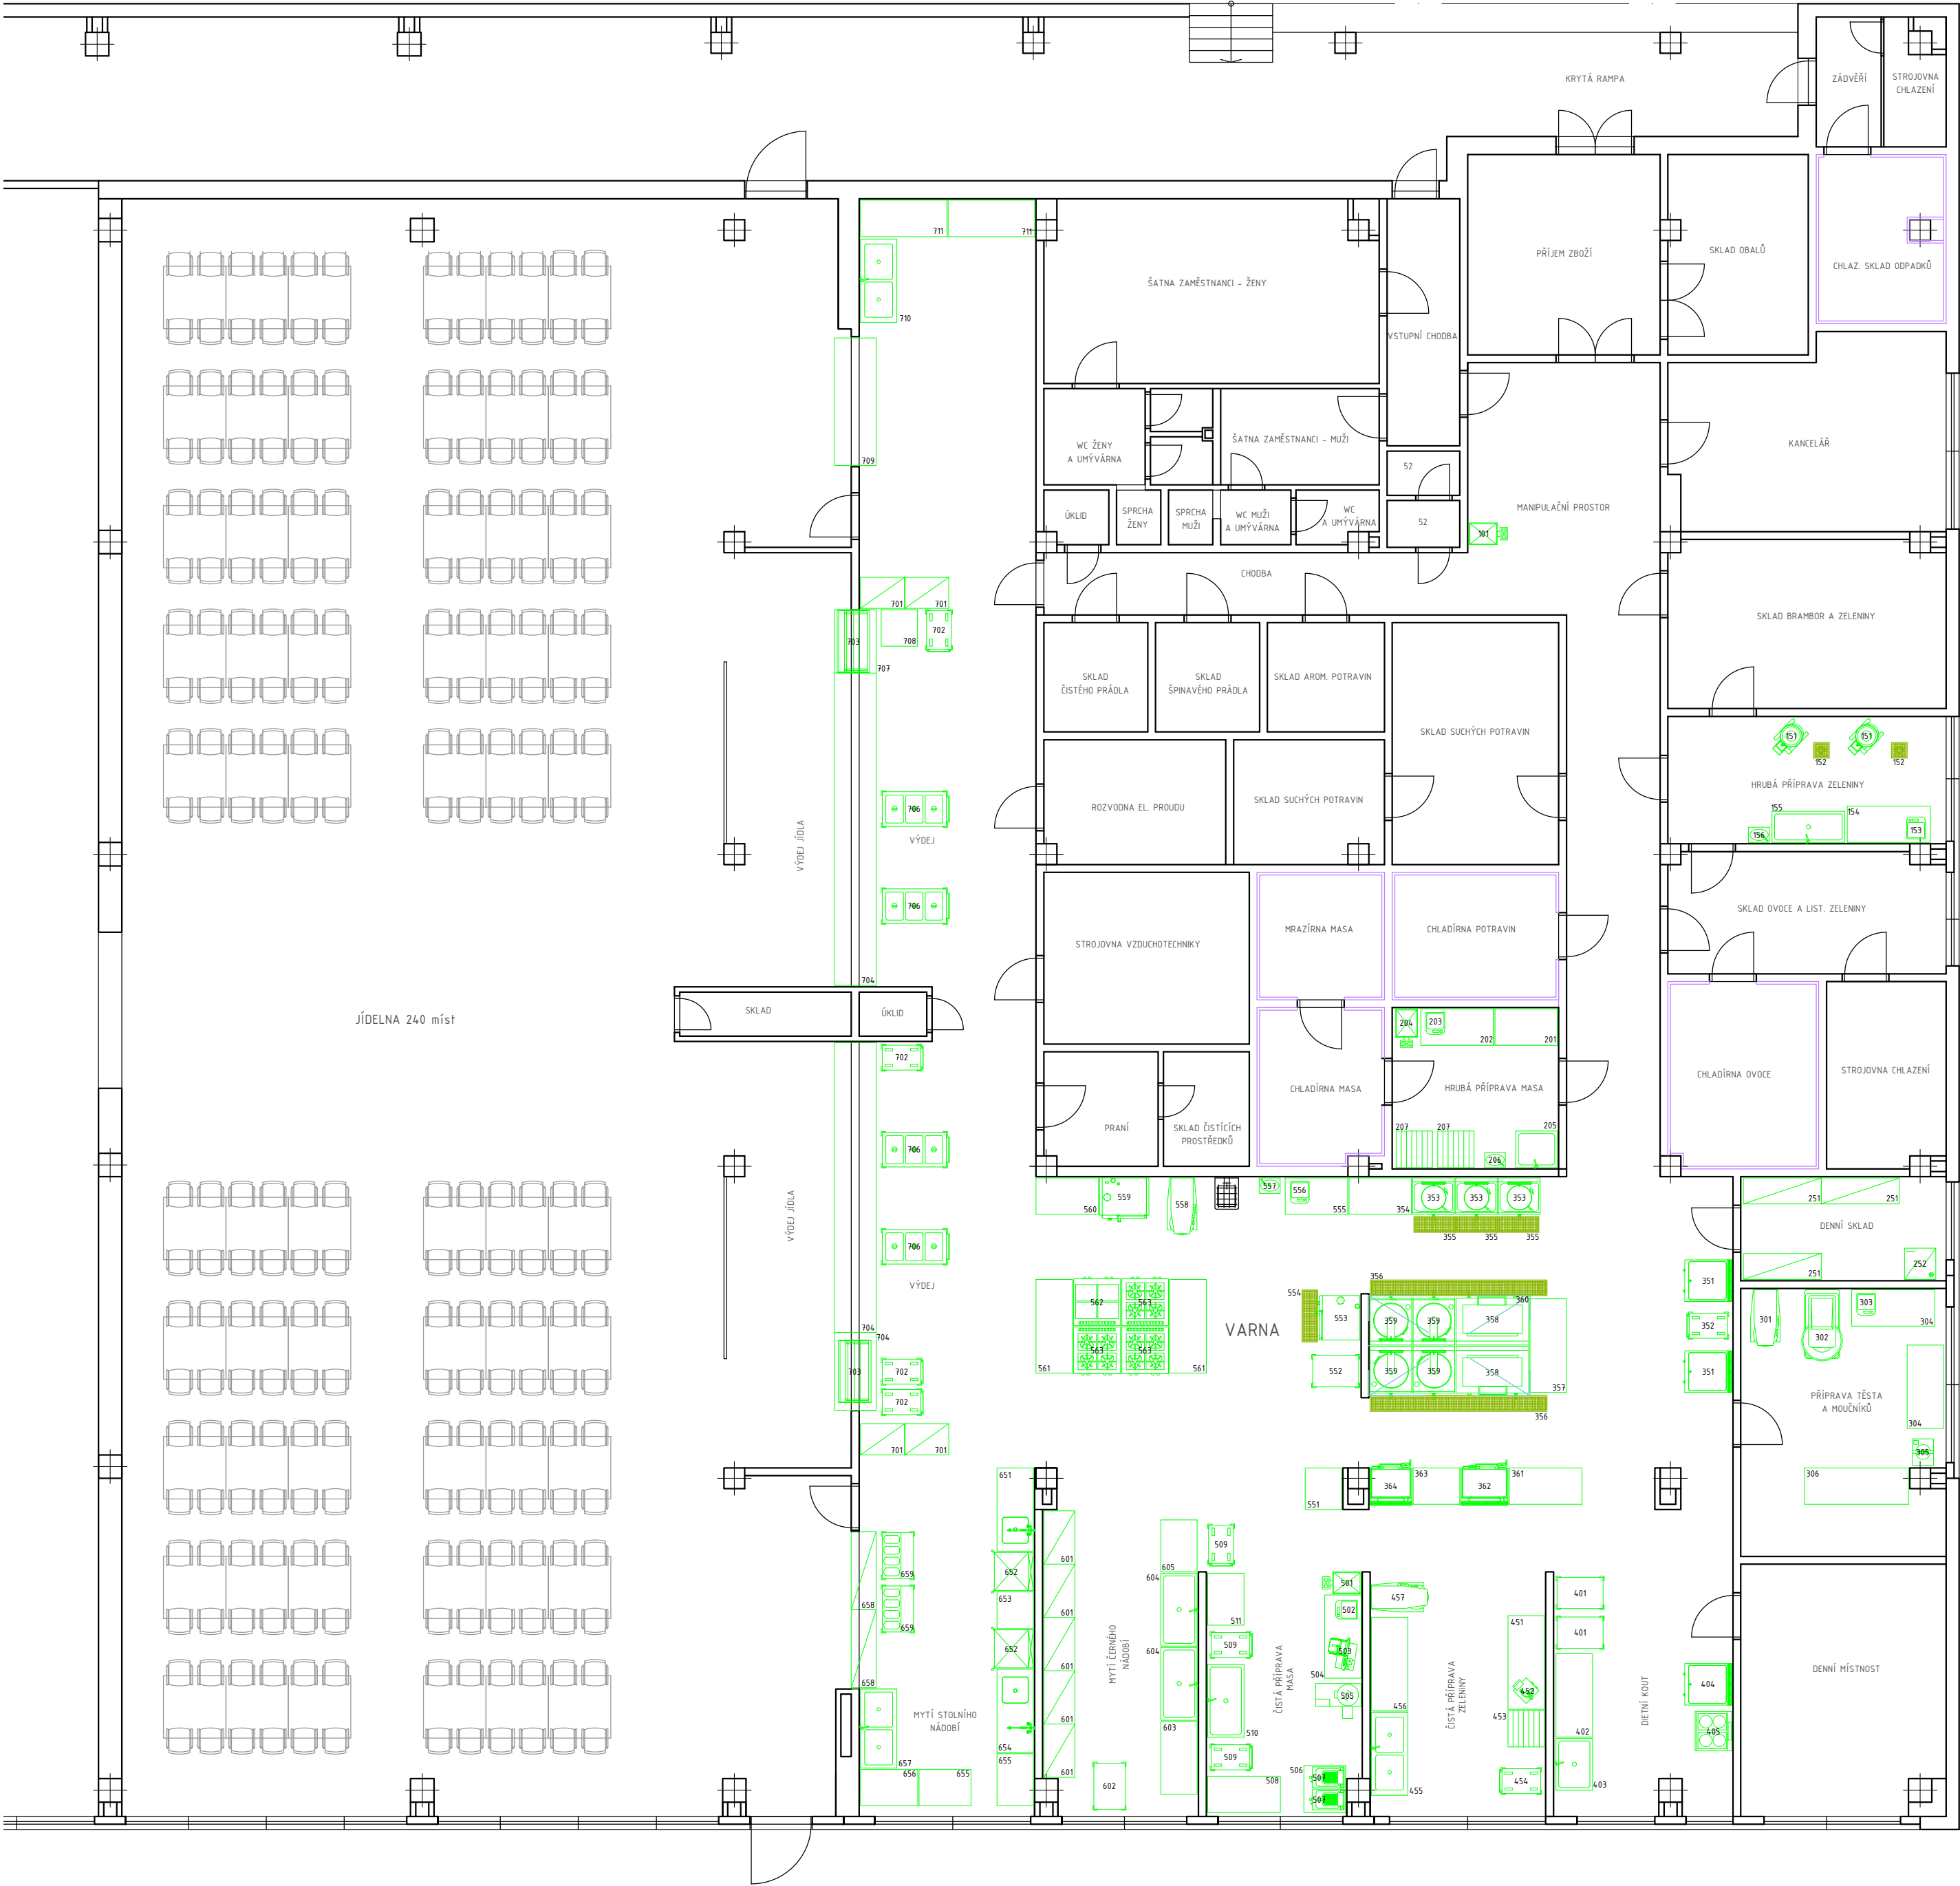 KRYTÁ RAMPA
ZÁDVĚŘÍ
STROJOVNA
CHLAZENÍ
711
711
710
709
ŠATNA ZAMĚSTNANCI - ŽENY
VSTUPNÍ CHODBA
PŘÍJEM ZBOŽÍ
SKLAD OBALŮ
CHLAZ. SKLAD ODPADKŮ
WC ŽENY
A UMÝVÁRNA
ŠATNA ZAMĚSTNANCI - MUŽI
52
52
KANCELÁŘ
MANIPULAČNÍ PROSTOR
101
ÚKLID
SPRCHA
ŽENY
SPRCHA
MUŽI
WC MUŽI
A UMÝVÁRNA
WC
A UMÝVÁRNA
CHODBA
701
701
703
708
702
707
SKLAD
ČISTÉHO PRÁDLA
SKLAD
ŠPINAVÉHO PRÁDLA
SKLAD AROM. POTRAVIN
SKLAD SUCHÝCH POTRAVIN
SKLAD BRAMBOR A ZELENINY
151
151
152
152
HRUBÁ PŘÍPRAVA ZELENINY
155
154
156
153
ROZVODNA EL. PROUDU
SKLAD SUCHÝCH POTRAVIN
706
VÝDEJ
VÝDEJ JÍDLA
706
704
STROJOVNA VZDUCHOTECHNIKY
MRAZÍRNA MASA
CHLADÍRNA POTRAVIN
SKLAD OVOCE A LIST. ZELENINY
JÍDELNA 240 míst
SKLAD
ÚKLID
204
203
202
201
702
CHLADÍRNA MASA
HRUBÁ PŘÍPRAVA MASA
CHLADÍRNA OVOCE
STROJOVNA CHLAZENÍ
PRANÍ
SKLAD ČISTÍCÍCH
PROSTŘEDKŮ
207
207
206
205
706
VÝDEJ JÍDLA
706
VÝDEJ
704
704
703
702
702
701
701
560
559
558
557
556
555
354
353
353
353
355
355
355
251
251
DENNÍ SKLAD
251
252
562
563
563
563
561
561
VARNA
554
553
552
356
360
359
359
358
359
359
358
357
356
351
352
351
301
302
303
304
PŘÍPRAVA TĚSTA
A MOUČNÍKŮ
304
305
306
551
364
363
362
361
651
652
653
652
654
655
655
656
657
658
658
659
659
MYTÍ STOLNÍHO
NÁDOBÍ
601
601
601
601
601
602
MYTÍ ČERNÉHO
NÁDOBÍ
605
604
604
603
509
511
509
510
509
508
ČISTÁ PŘÍPRAVA
MASA
501
502
503
504
505
506
507
507
457
456
455
ČISTÁ PŘÍPRAVA
ZELENINY
451
452
453
454
401
401
402
403
DIETNÍ KOUT
404
405
DENNÍ MÍSTNOST